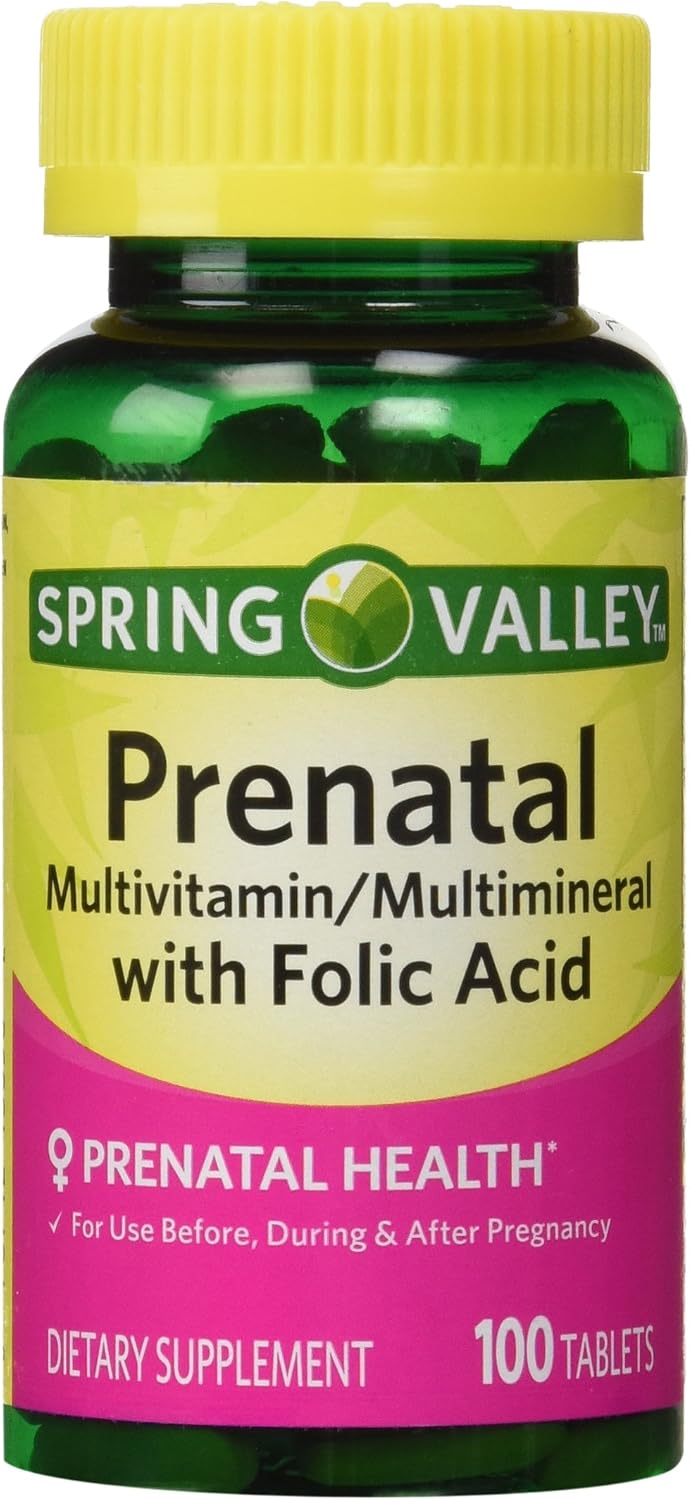 SPRING VALLEY™
Prenatal
Multivitamin/Multimineral
with Folic Acid
♀ PRENATAL HEALTH*
✓ For Use Before, During & After Pregnancy
DIETARY SUPPLEMENT 100 TABLETS